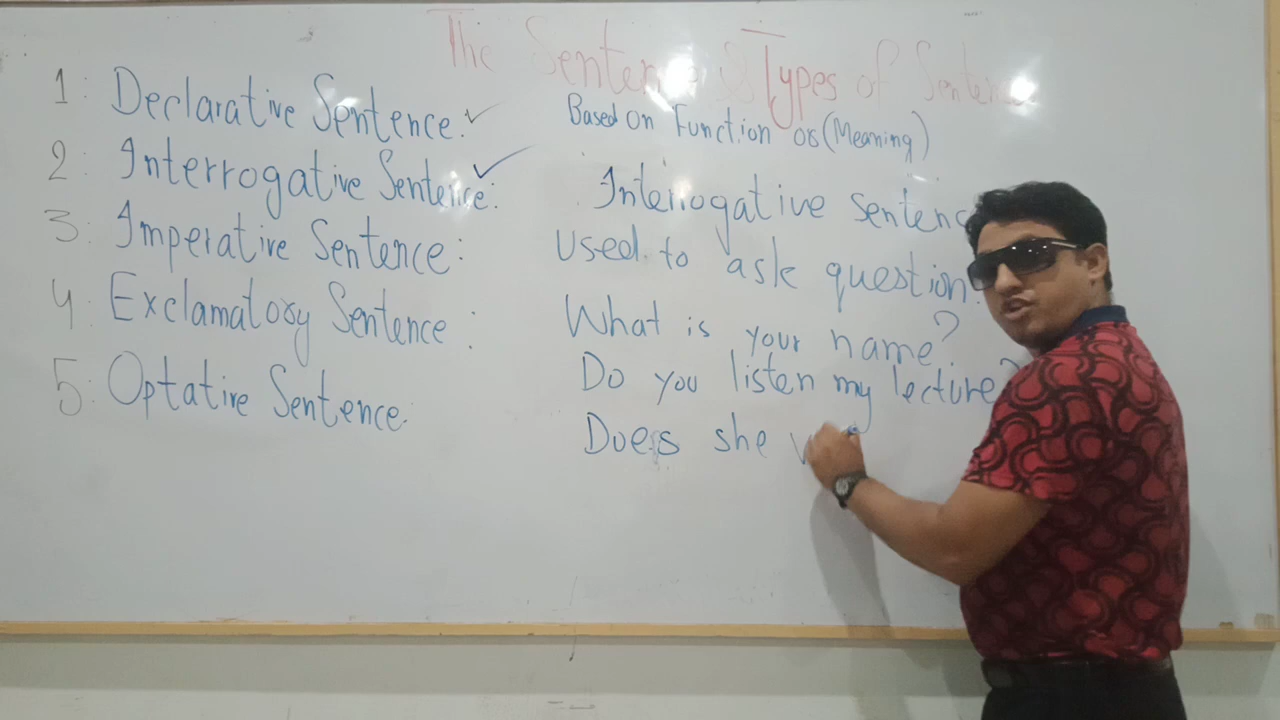 The Sentence & Types of Sentence
1: Declarative Sentence:
2: Interrogative Sentence:
3: Imperative Sentence:
4: Exclamatory Sentence:
5: Optative Sentence:
Based on Function or (Meaning)
Interrogative sentenc
used to ask question.
What is your name?
Do you listen my lecture?
Does she